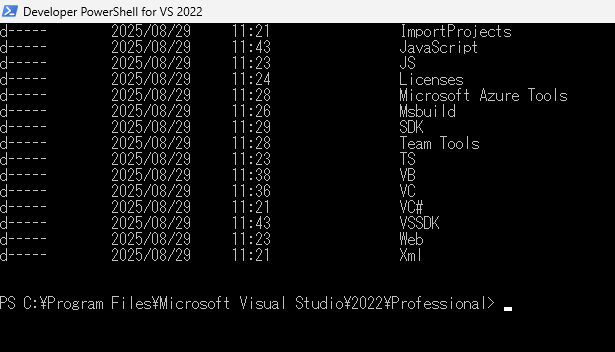 Developer PowerShell for VS 2022
d----- 2025/08/29 11:21 ImportProjects
d----- 2025/08/29 11:43 JavaScript
d----- 2025/08/29 11:23 JS
d----- 2025/08/29 11:24 Licenses
d----- 2025/08/29 11:28 Microsoft Azure Tools
d----- 2025/08/29 11:26 Msbuild
d----- 2025/08/29 11:29 SDK
d----- 2025/08/29 11:28 Team Tools
d----- 2025/08/29 11:23 TS
d----- 2025/08/29 11:38 VB
d----- 2025/08/29 11:36 VC
d----- 2025/08/29 11:21 VC#
d----- 2025/08/29 11:43 VSSDK
d----- 2025/08/29 11:23 Web
d----- 2025/08/29 11:21 Xml
PS C:¥Program Files¥Microsoft Visual Studio¥2022¥Professional> _